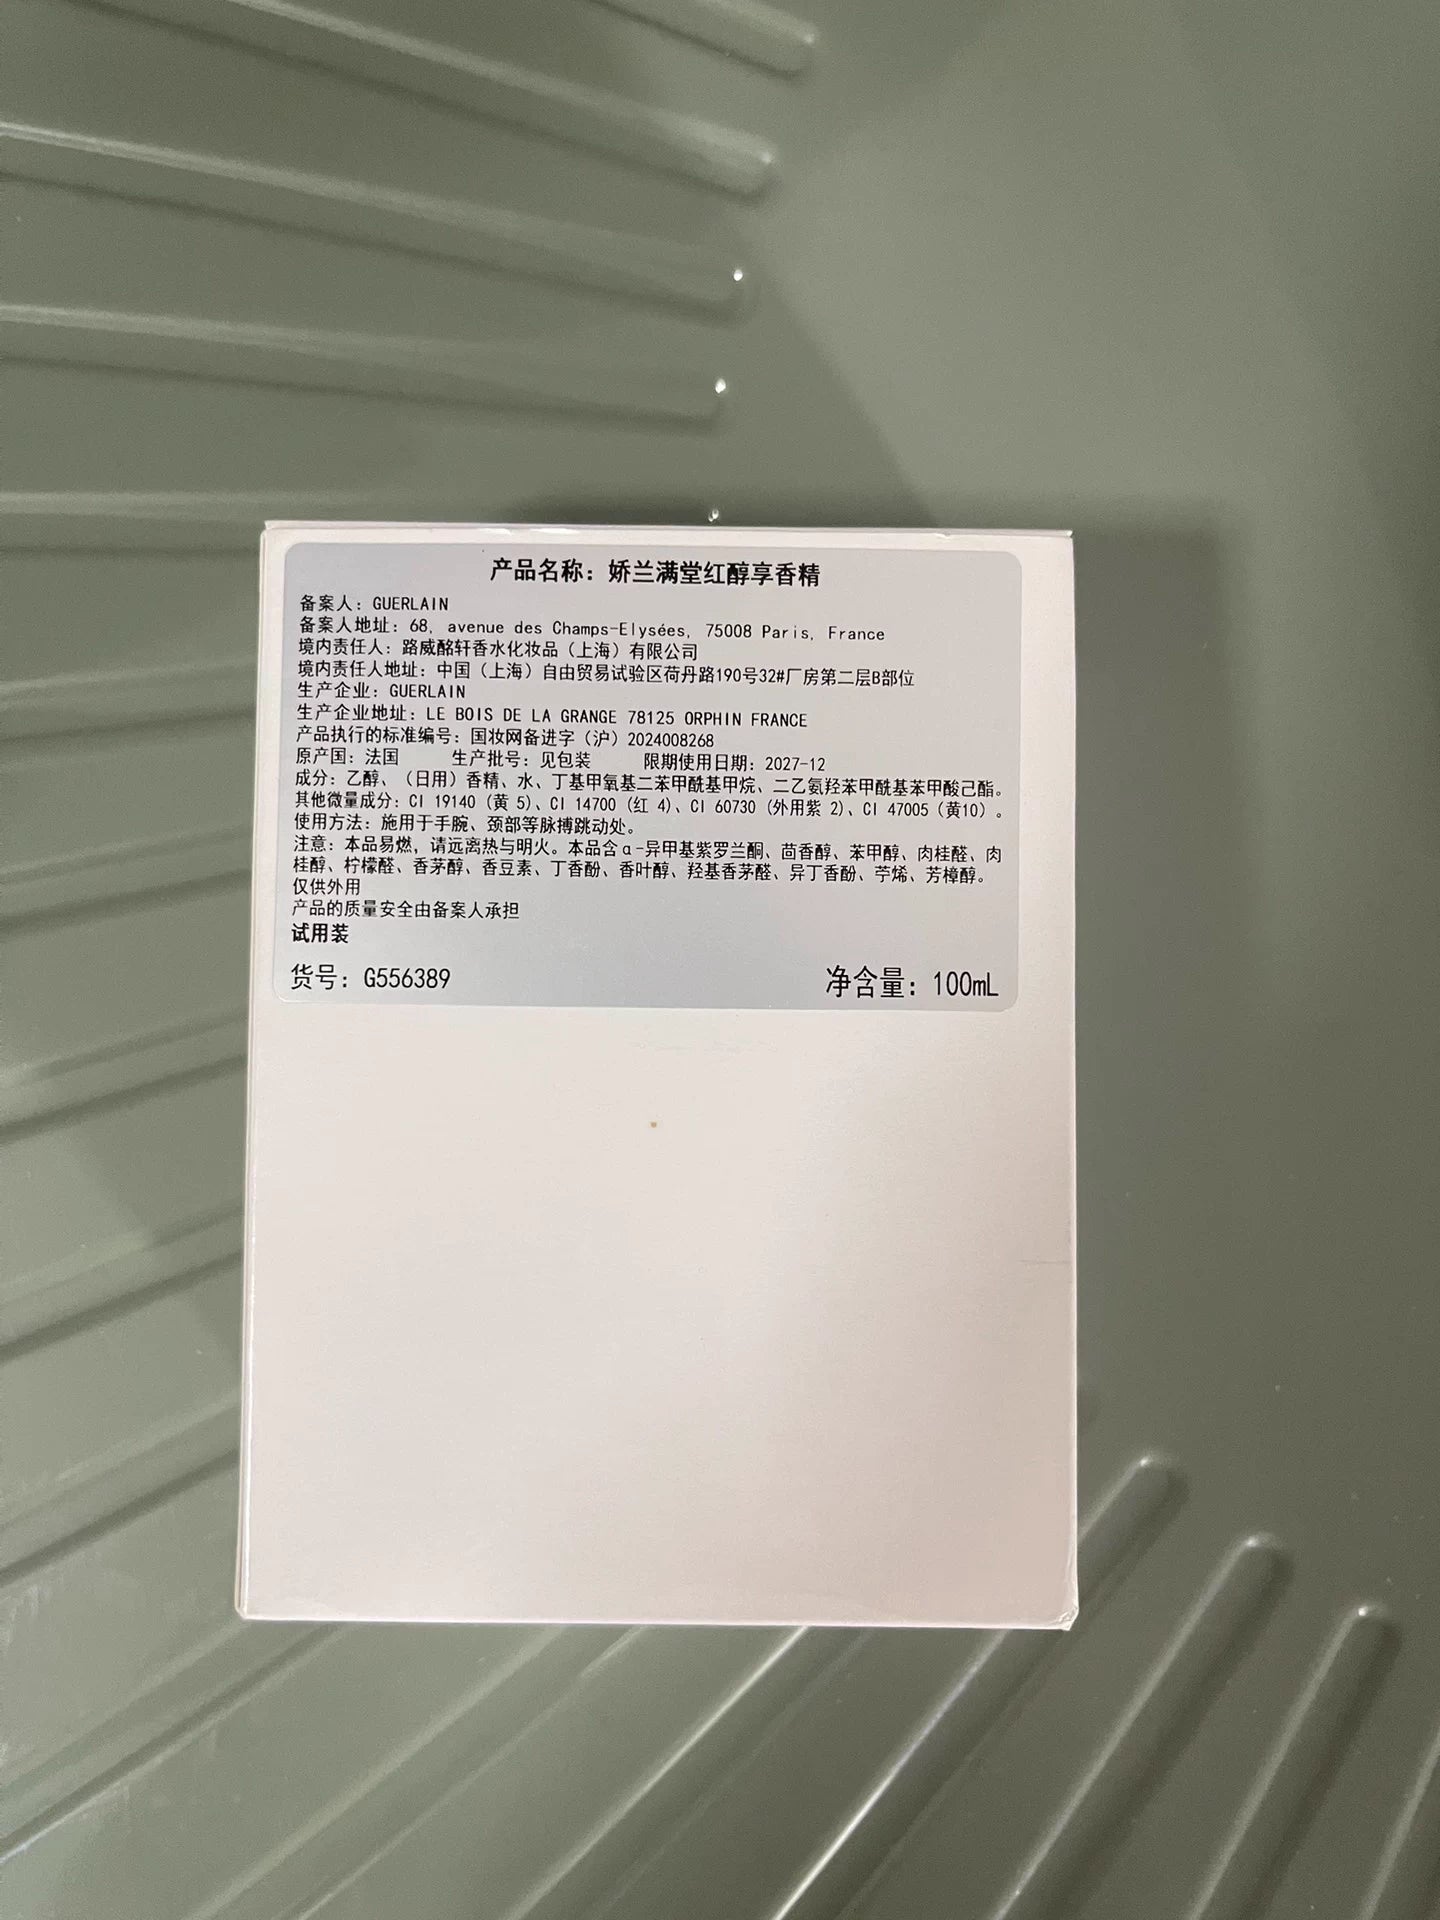 产品名称：娇兰满堂红醇享香精
备案人：GUERLAIN
备案人地址：68, avenue des Champs-Elysées, 75008 Paris, France
境内责任人：路威酩轩香水化妆品（上海）有限公司
境内责任人地址：中国（上海）自由贸易试验区荷丹路190号32#厂房第二层B部位
生产企业：GUERLAIN
生产企业地址：LE BOIS DE LA GRANGE 78125 ORPHIN FRANCE
产品执行的标准编号：国妆网备进字（沪）2024008268
原产国：法国 生产批号：见包装 限期使用日期：2027-12
成分：乙醇、（日用）香精、水、丁基甲氧基二苯甲酰基甲烷、二乙氨羟苯甲酰基苯甲酸己酯。
其他微量成分：CI 19140（黄 5）、CI 14700（红 4）、CI 60730（外用紫 2）、CI 47005（黄10）。
使用方法：施用于手腕、颈部等脉搏跳动处。
注意：本品易燃，请远离热与明火。本品含α-异甲基紫罗兰酮、茴香醇、苯甲醇、肉桂醛、肉
桂醇、柠檬醛、香茅醇、香豆素、丁香酚、香叶醇、羟基香茅醛、异丁香酚、苧烯、芳樟醇。
仅供外用
产品的质量安全由备案人承担
试用装
货号：G556389 净含量：100mL